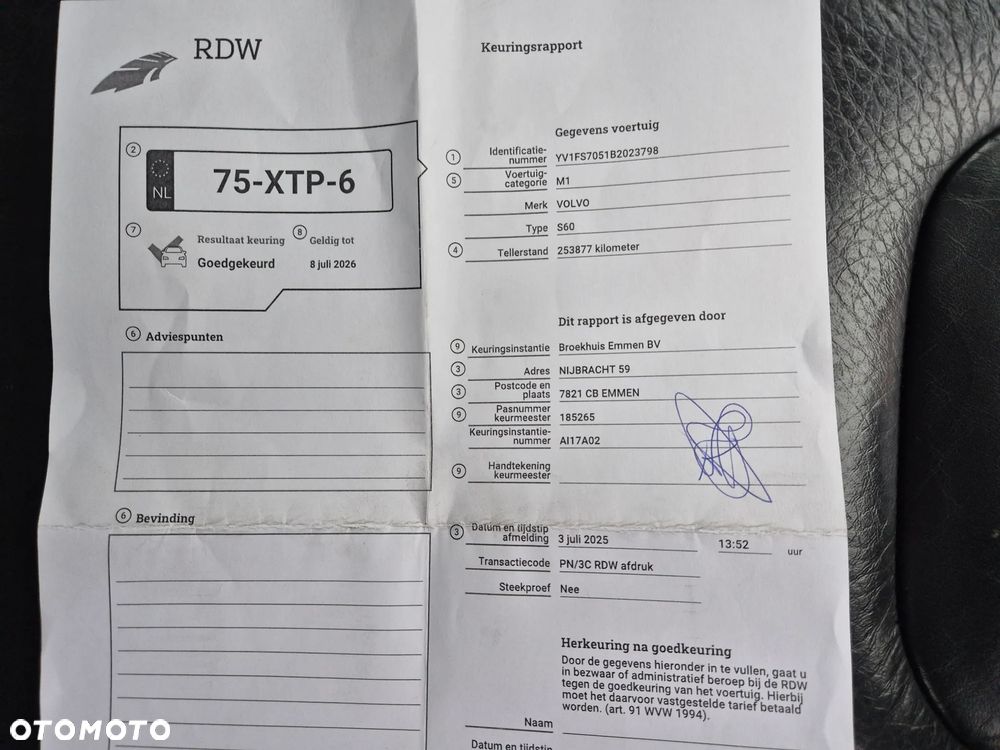 RDW
Keuringsrapport
2
NL
75-XTP-6
7
Resultaat keuring
Goedgekeurd
8
Geldig tot
8 juli 2026
6 Adviespunten
6 Bevinding
Gegevens voertuig
1 Identificatie-
nummer YV1FS7051B2023798
5 Voertuig-
categorie M1
Merk VOLVO
Type S60
4 Tellerstand 253877 kilometer
Dit rapport is afgegeven door
9 Keuringsinstantie Broekhuis Emmen BV
3 Adres NIJBRACHT 59
3 Postcode en
plaats 7821 CB EMMEN
9 Pasnummer
keurmeester 185265
Keuringsinstantie-
nummer AI17A02
9 Handtekening
keurmeester
3 Datum en tijdstip
afmelding 3 juli 2025 13:52 uur
Transactiecode PN/3C RDW afdruk
Steekproef Nee
Herkeuring na goedkeuring
Door de gegevens hieronder in te vullen, gaat u
in bezwaar of administratief beroep bij de RDW
tegen de goedkeuring van het voertuig. Hierbij
moet het daarvoor vastgestelde tarief betaald
worden. (art. 91 WVW 1994).
Naam
Datum en tijdstip
OTOMOTO